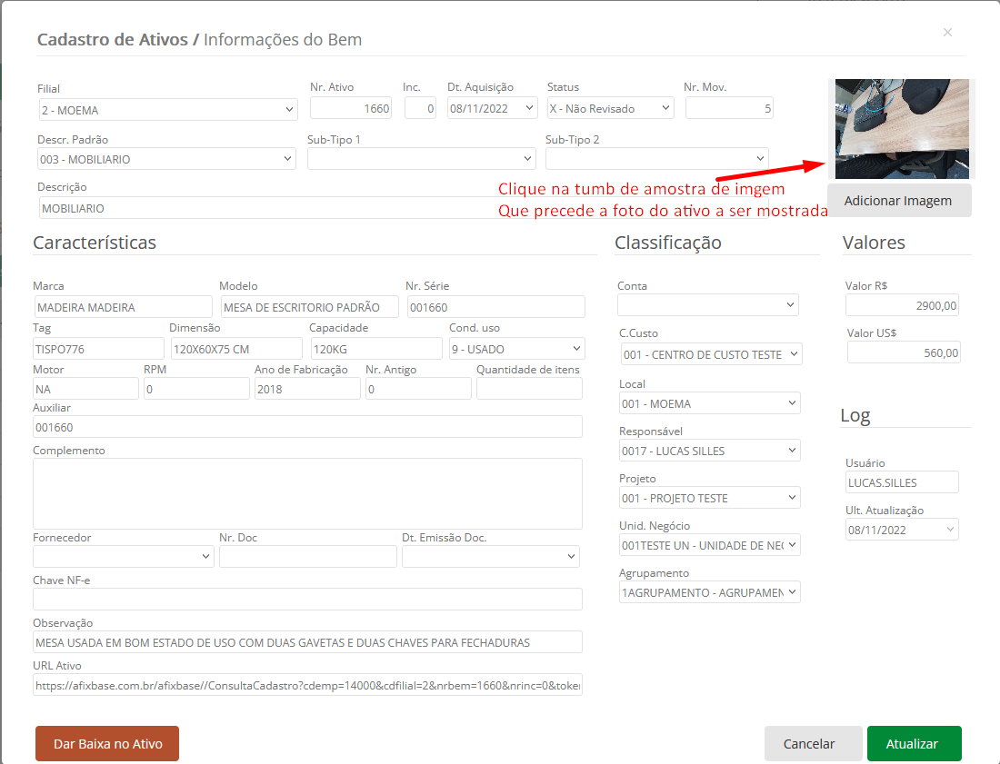 Cadastro de Ativos / Informações do Bem
×
Filial
Nr. Ativo
Inc.
Dt. Aquisição
Status
Nr. Mov.
2 - MOEMA
1660
0
08/11/2022
X - Não Revisado
5
Descr. Padrão
Sub-Tipo 1
Sub-Tipo 2
003 - MOBILIARIO
Descrição
MOBILIARIO
Clique na tumb de amostra de imgem
Que precede a foto do ativo a ser mostrada
Adicionar Imagem
Características
Marca
Modelo
Nr. Série
MADEIRA MADEIRA
MESA DE ESCRITORIO PADRÃO
001660
Tag
Dimensão
Capacidade
Cond. uso
TISPO776
120X60X75 CM
120KG
9 - USADO
Motor
RPM
Ano de Fabricação
Nr. Antigo
Quantidade de itens
NA
0
2018
0
Auxiliar
001660
Complemento
Fornecedor
Nr. Doc
Dt. Emissão Doc.
Chave NF-e
Observação
MESA USADA EM BOM ESTADO DE USO COM DUAS GAVETAS E DUAS CHAVES PARA FECHADURAS
URL Ativo
https://afixbase.com.br/afixbase//ConsultaCadastro?cdemp=14000&cdfilial=2&nrbem=1660&nrinc=0&toke
Classificação
Conta
C.Custo
001 - CENTRO DE CUSTO TESTE
Local
001 - MOEMA
Responsável
0017 - LUCAS SILLES
Projeto
001 - PROJETO TESTE
Unid. Negócio
001TESTE UN - UNIDADE DE NEG
Agrupamento
1AGRUPAMENTO - AGRUPAMEN
Valores
Valor R$
2900,00
Valor US$
560,00
Log
Usuário
LUCAS.SILLES
Ult. Atualização
08/11/2022
Dar Baixa no Ativo
Cancelar
Atualizar